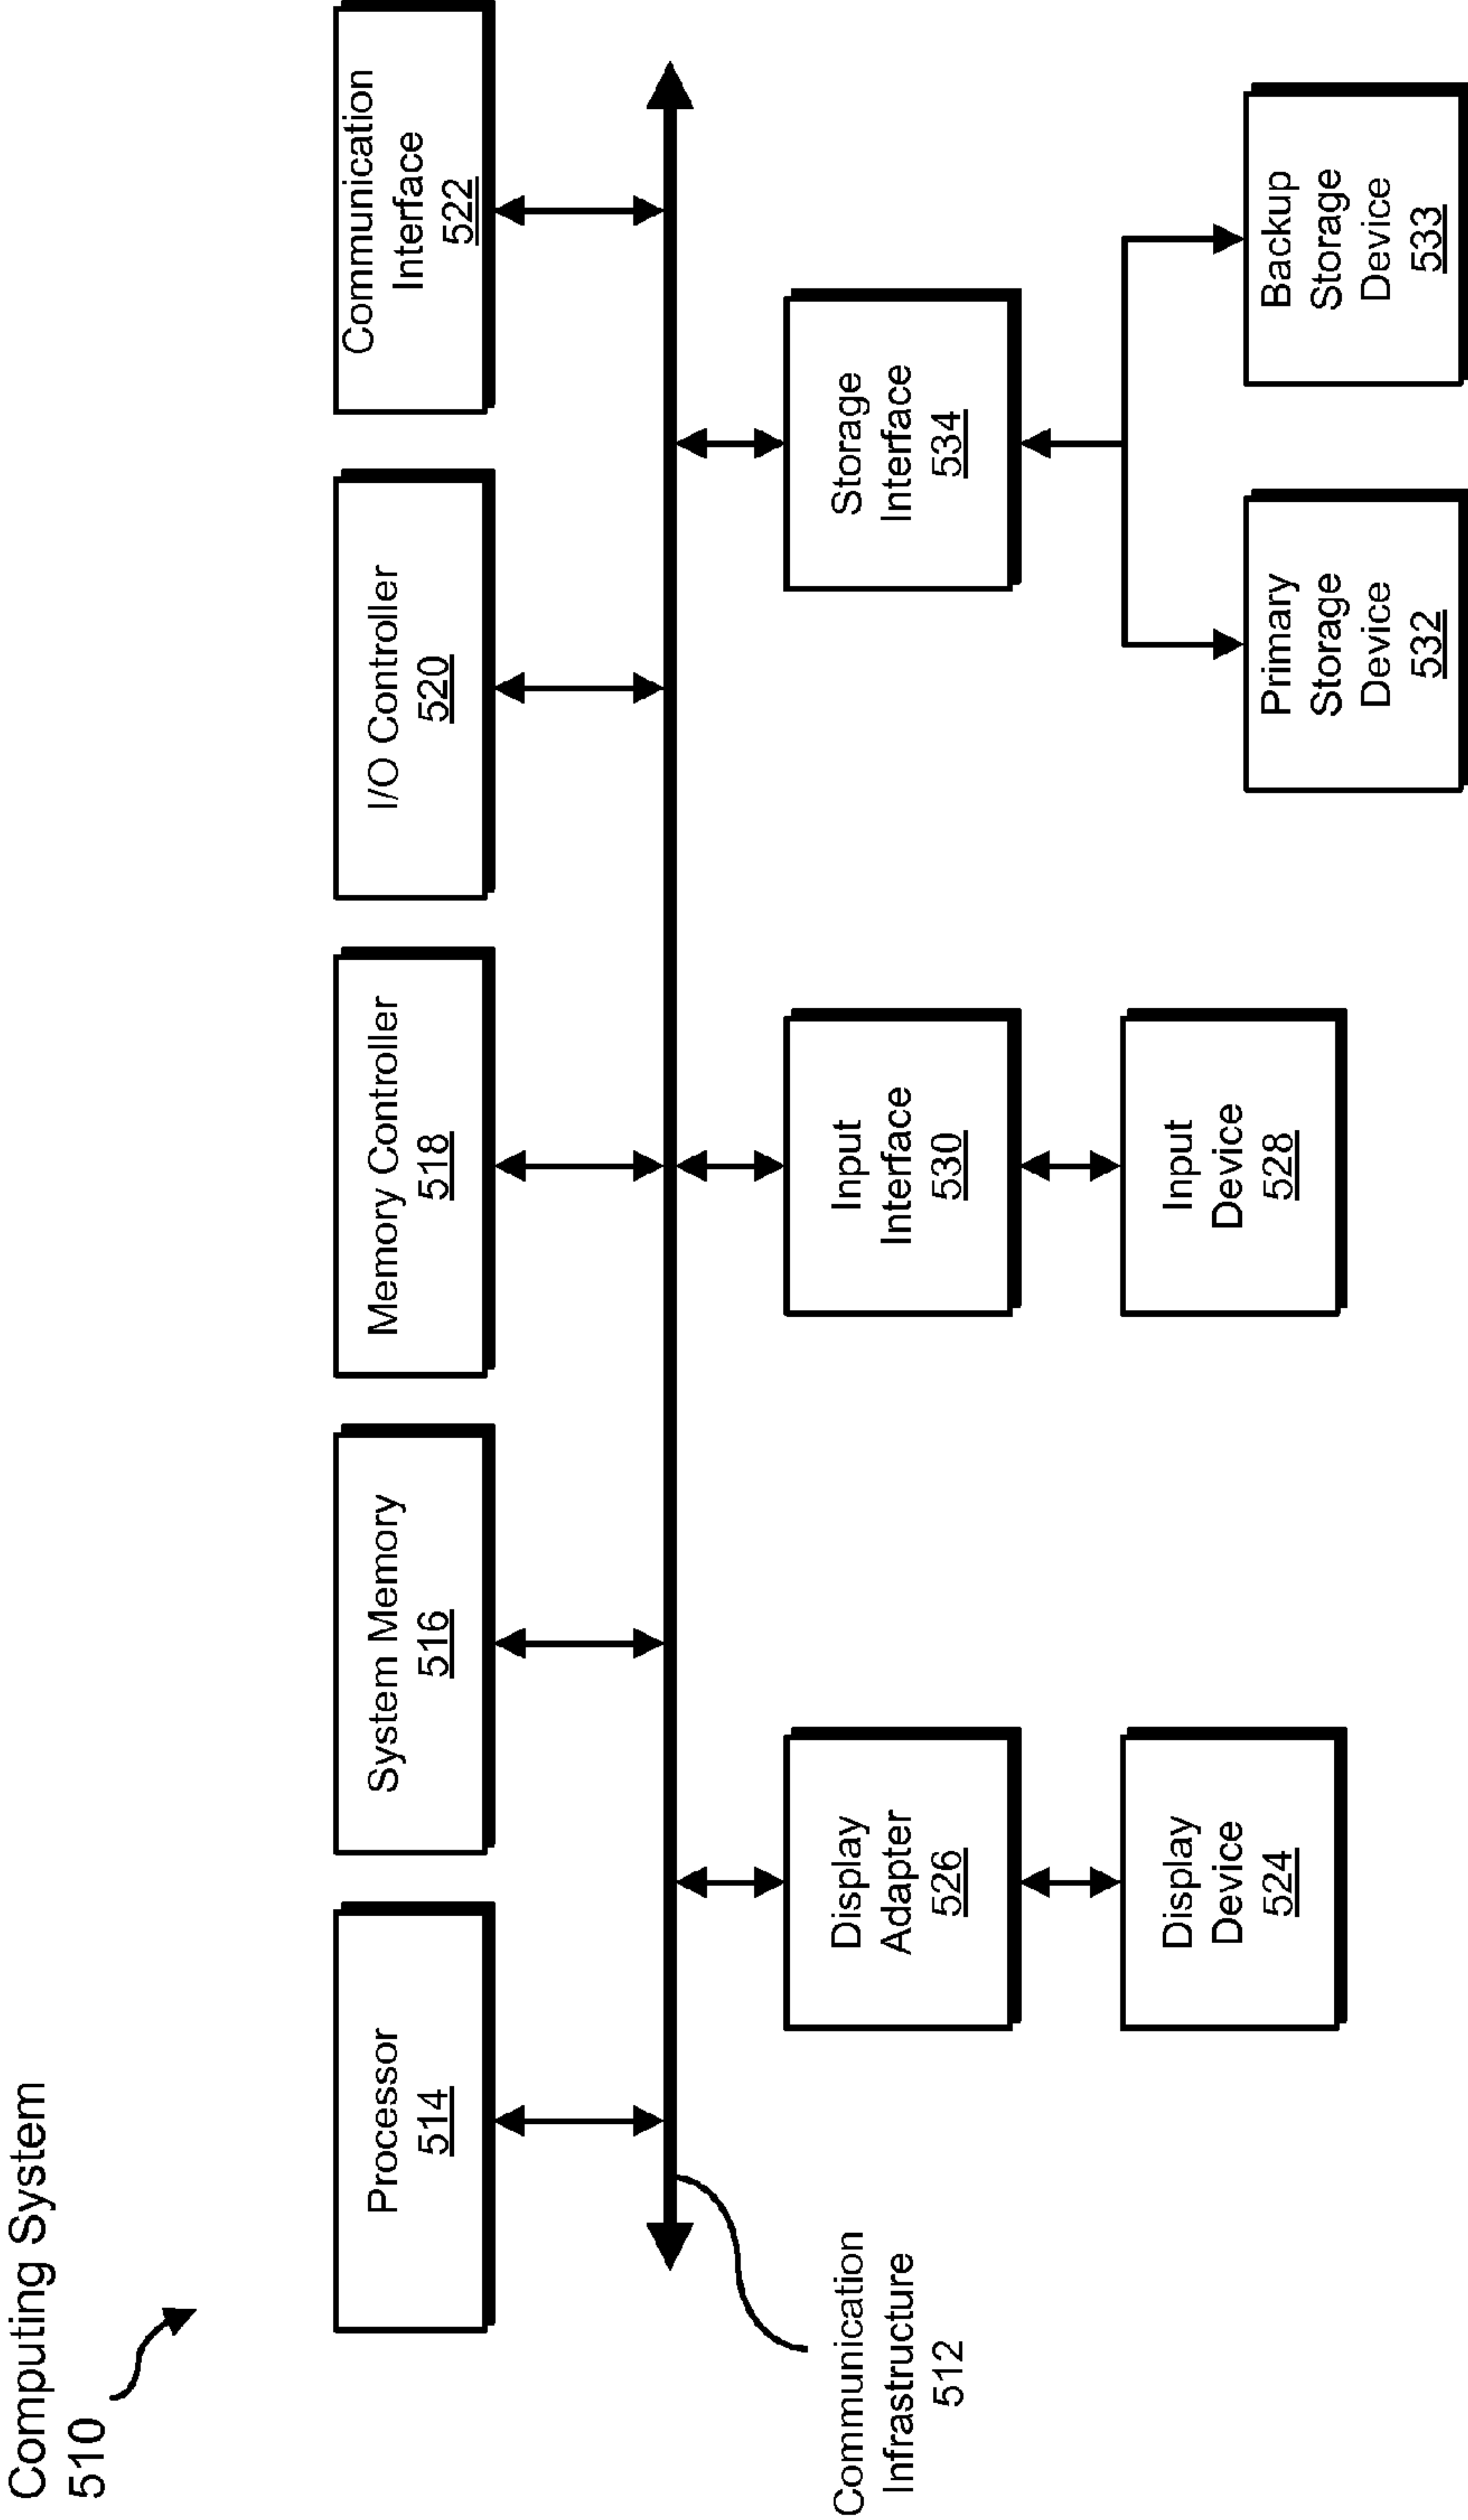 Computing System
510
Processor
514
System Memory
516
Memory Controller
518
I/O Controller
520
Communication
Interface
522
Communication
Infrastructure
512
Display
Adapter
526
Input
Interface
530
Storage
Interface
534
Display
Device
524
Input
Device
528
Primary
Storage
Device
532
Backup
Storage
Device
533